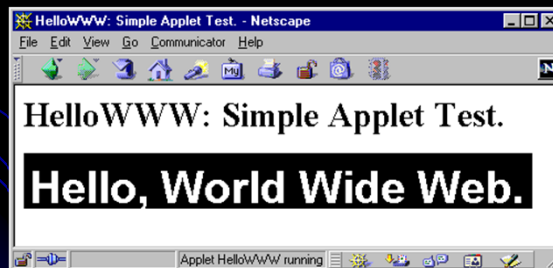 HelloWWW: Simple Applet Test. - Netscape
File Edit View Go Communicator Help
My
N
HelloWWW: Simple Applet Test.
Hello, World Wide Web.
Applet HelloWWW running